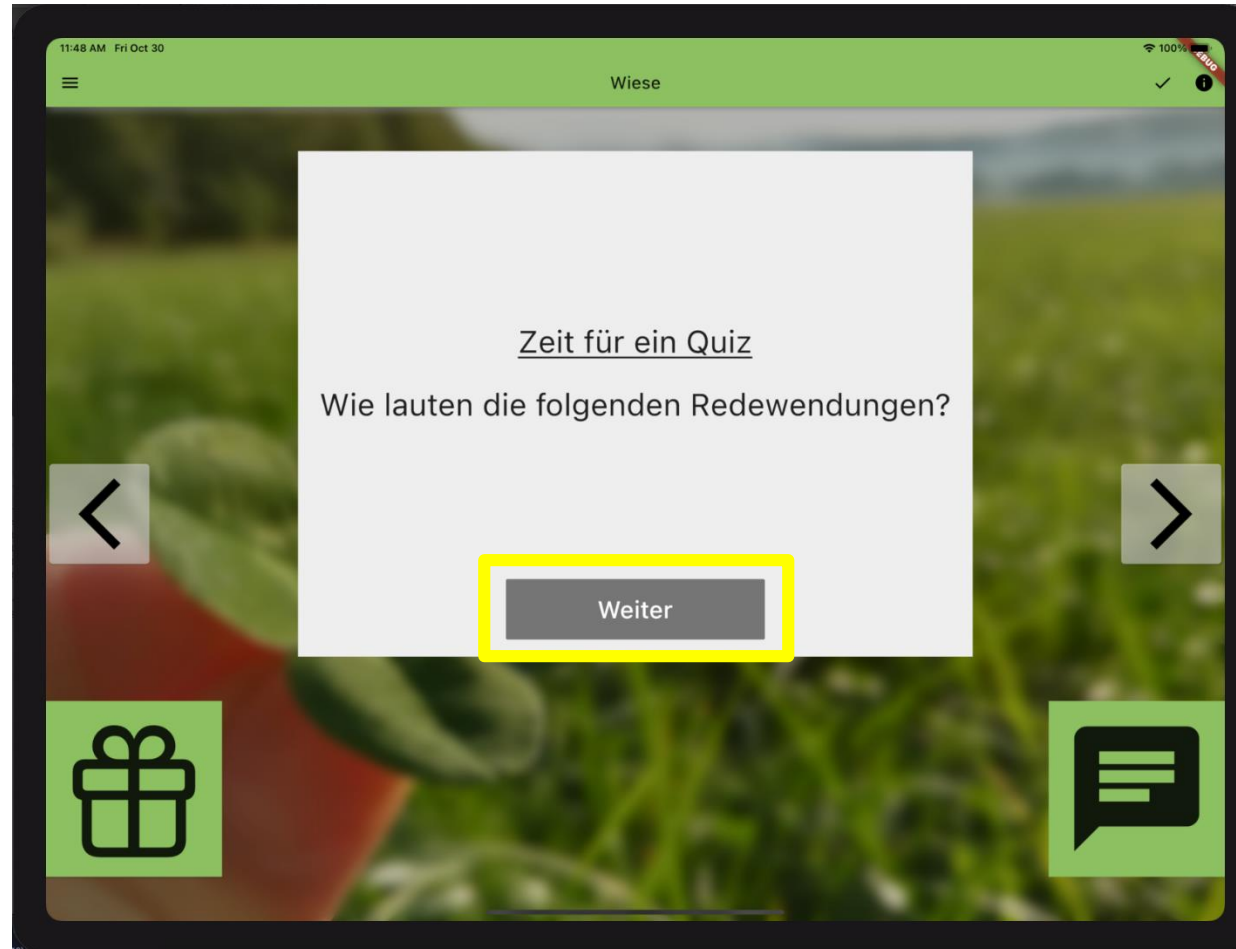 11:48 AM Fri Oct 30
100%
Wiese
Zeit für ein Quiz
Wie lauten die folgenden Redewendungen?
Weiter